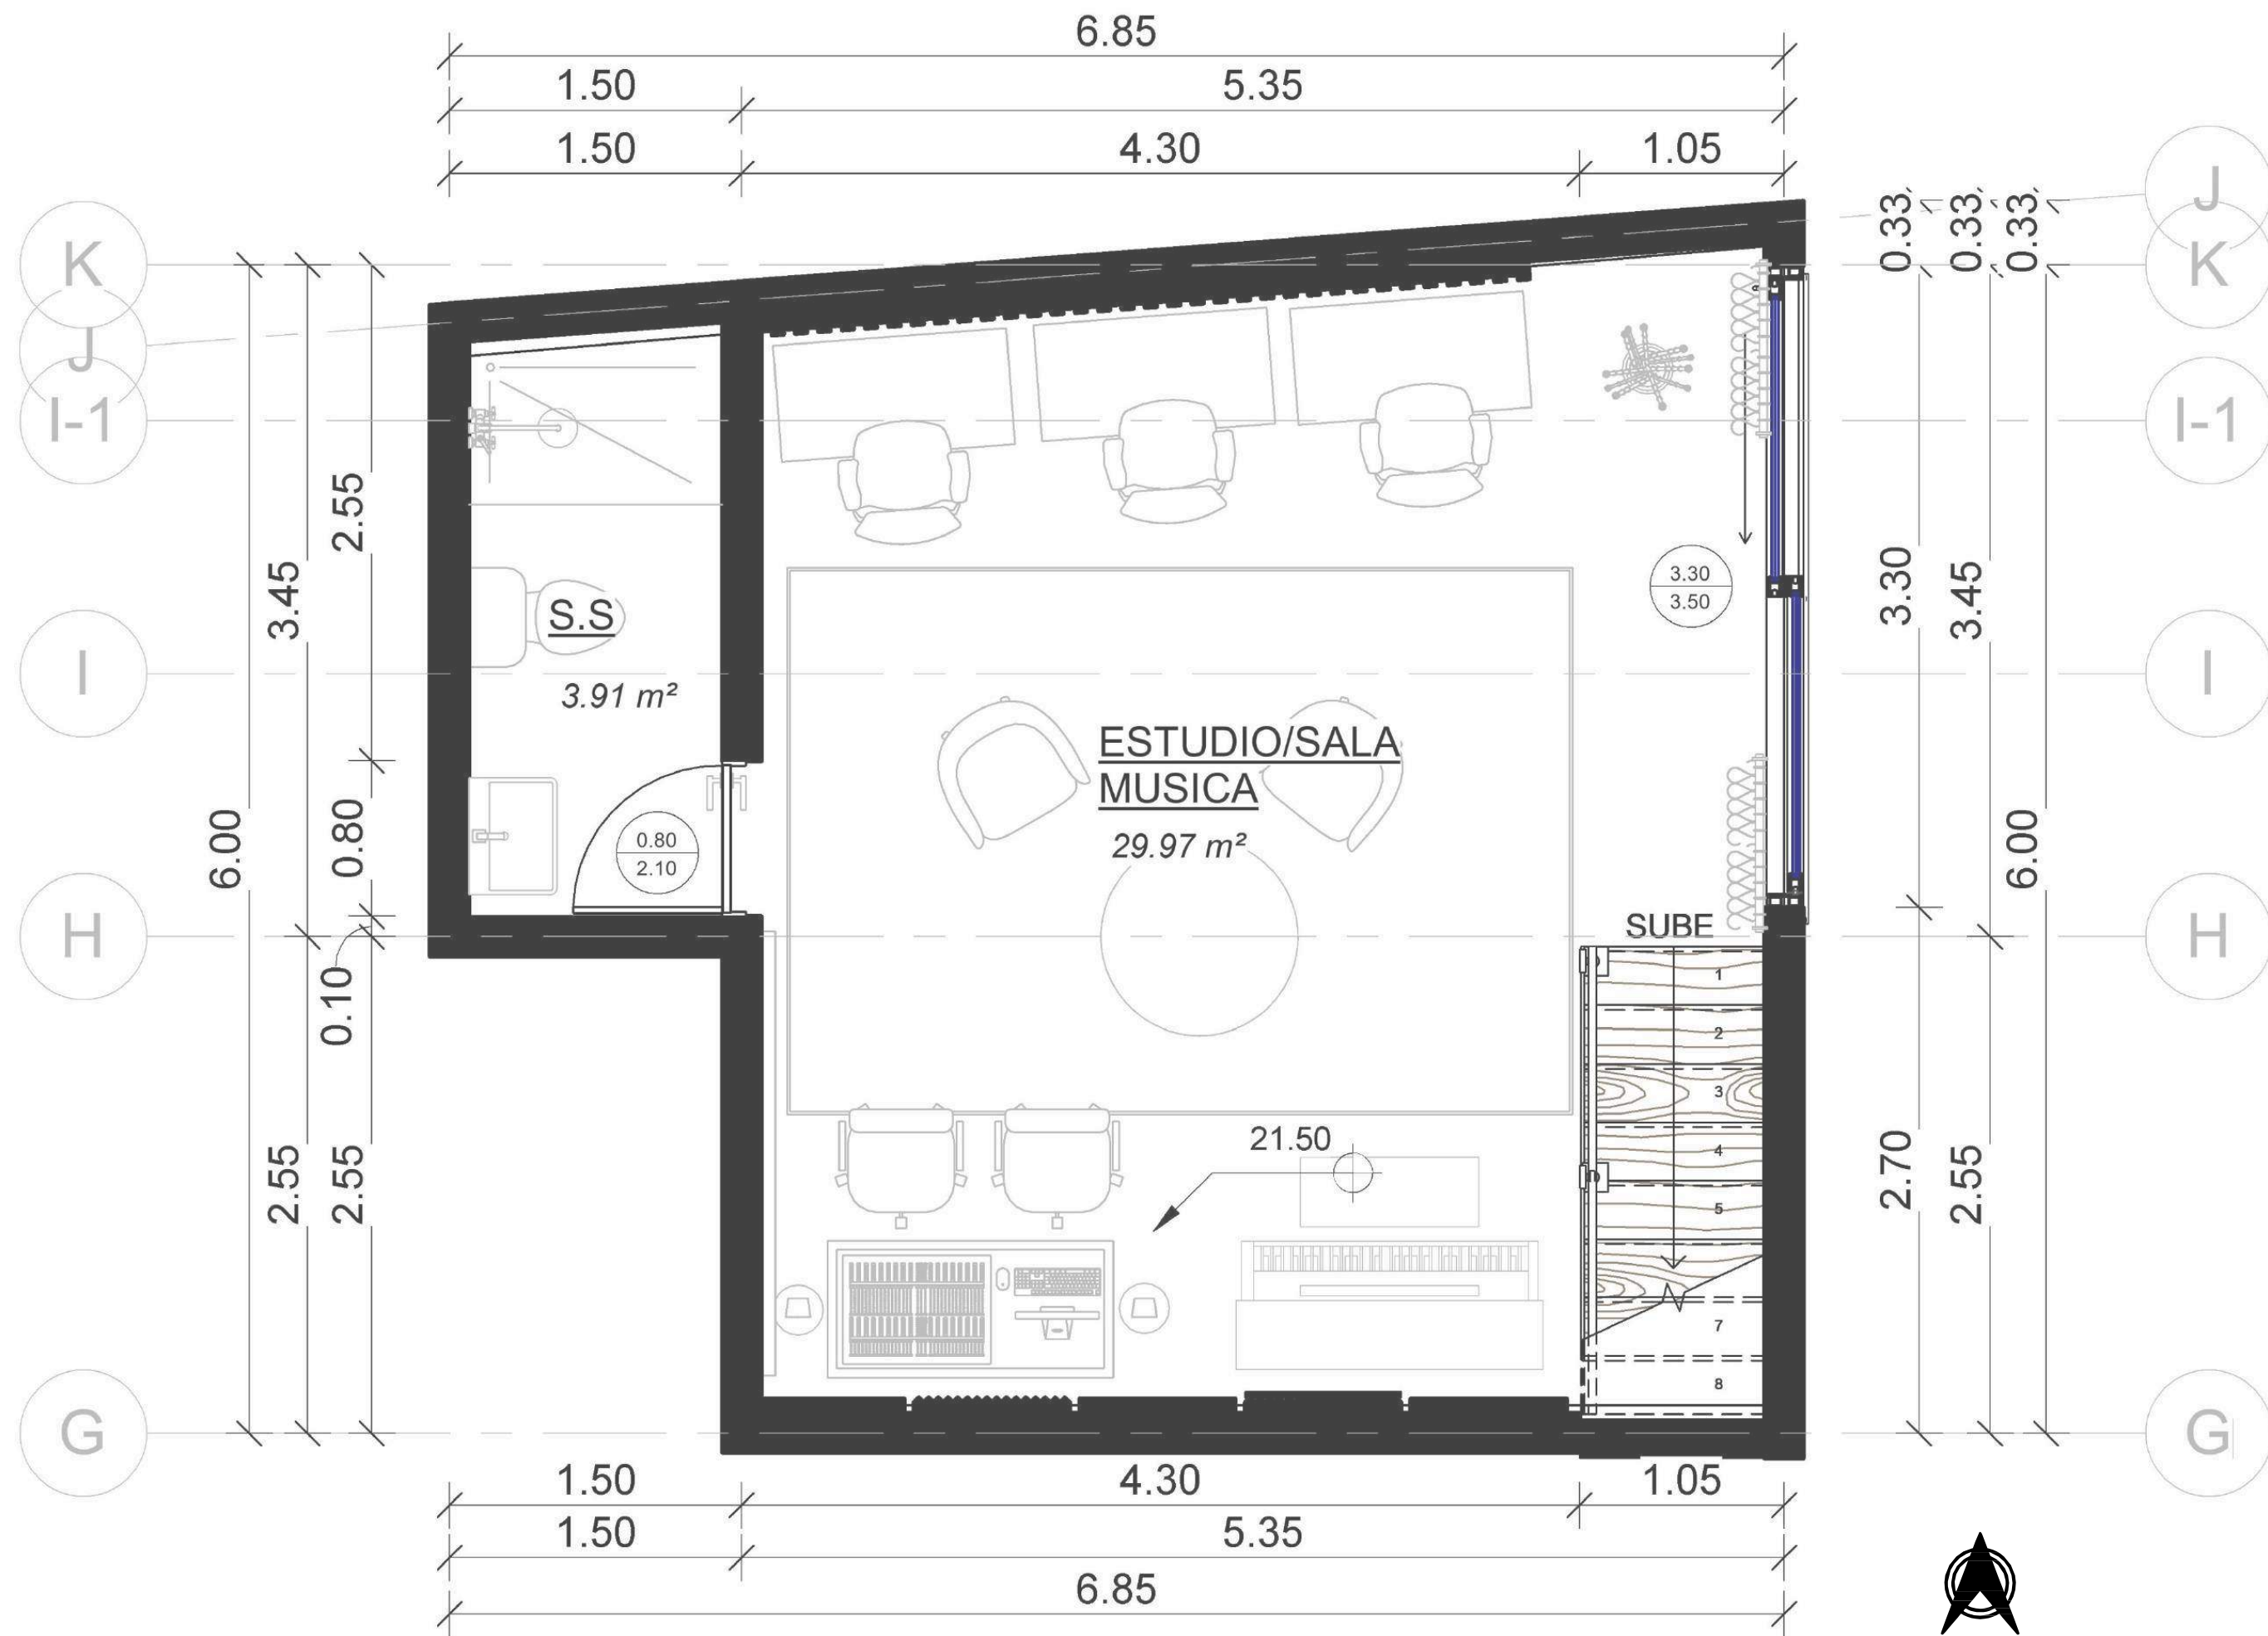 6.85
1.50 5.35
1.50 4.30 1.05
K
J
I-1
I
H
G
6.00
3.45
2.55
2.55
0.80
0.10
2.55
S.S
3.91 m²
0.80
2.10
ESTUDIO/SALA
MUSICA
29.97 m²
3.30
3.50
21.50
SUBE
1
2
3
4
5
7
8
0.33
0.33
0.33
3.30
2.70
3.45
2.55
6.00
J
K
I-1
I
H
G
1.50 4.30 1.05
1.50 5.35
6.85